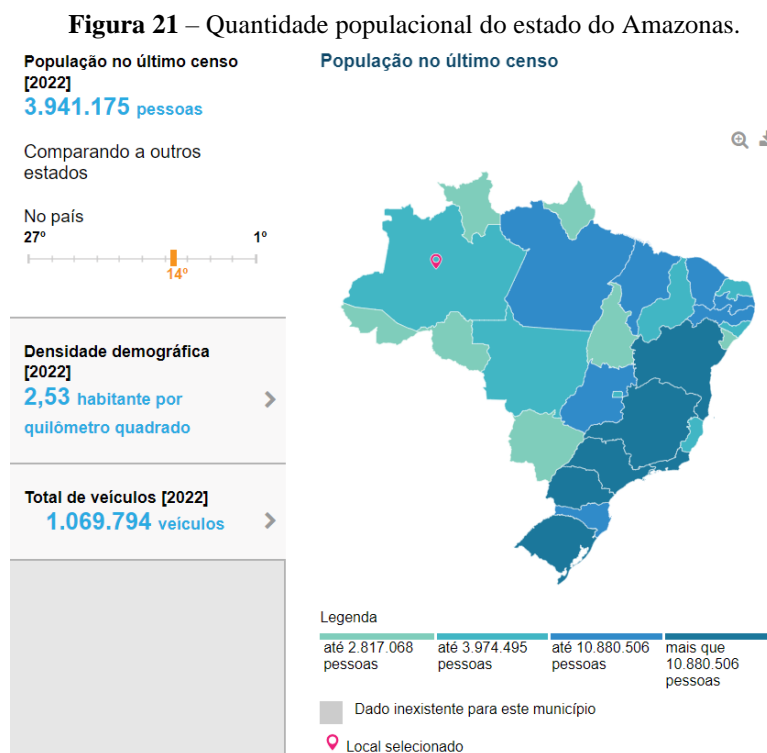 Figura 21 – Quantidade populacional do estado do Amazonas.
População no último censo
[2022]
3.941.175 pessoas
Comparando a outros
estados
No país
27º 1º
14º
Densidade demográfica
[2022]
2,53 habitante por
quilômetro quadrado
Total de veículos [2022]
1.069.794 veículos
População no último censo
Legenda
até 2.817.068
pessoas
até 3.974.495
pessoas
até 10.880.506
pessoas
mais que
10.880.506
pessoas
Dado inexistente para este município
Local selecionado